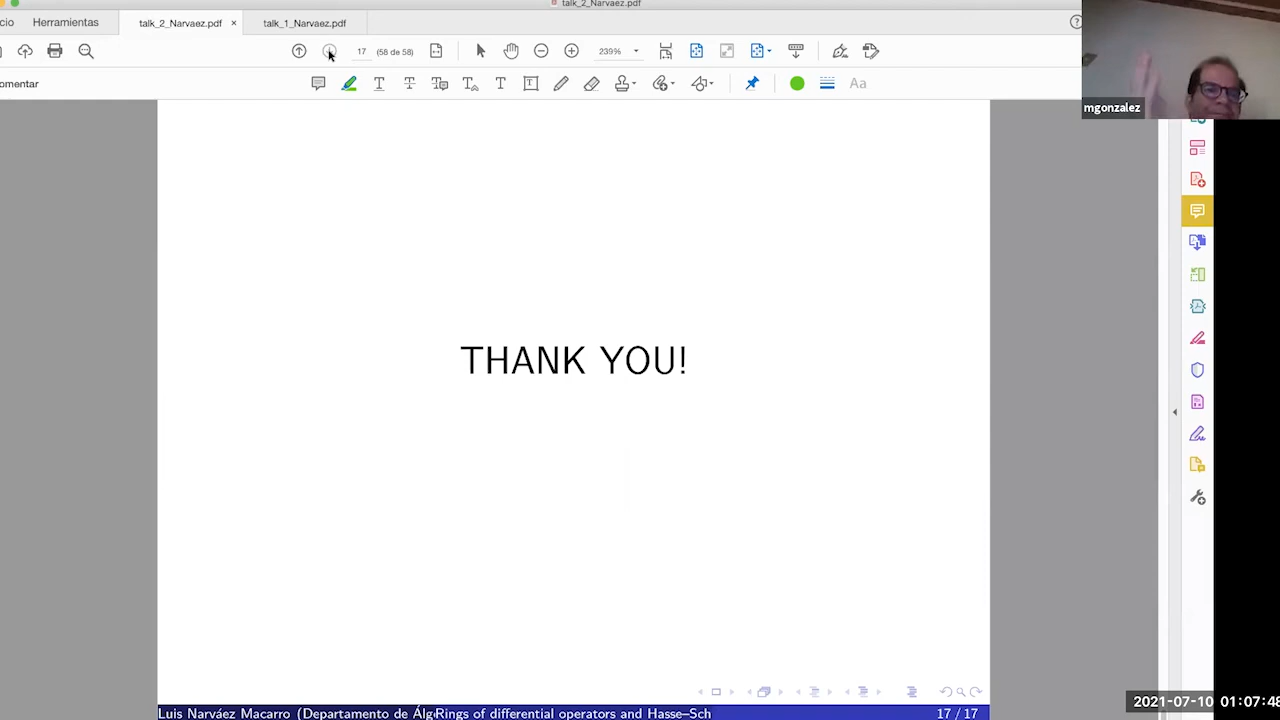 talk_2_Narvaez.pdf
cio Herramientas talk_2_Narvaez.pdf × talk_1_Narvaez.pdf
17 (58 de 58) 239%
omentar Aa
mgonzalez
THANK YOU!
Luis Narváez Macarro (Departamento de Álg Rings of differential operators and Hasse–Sch 17 / 17
2021-07-10 01:07:48